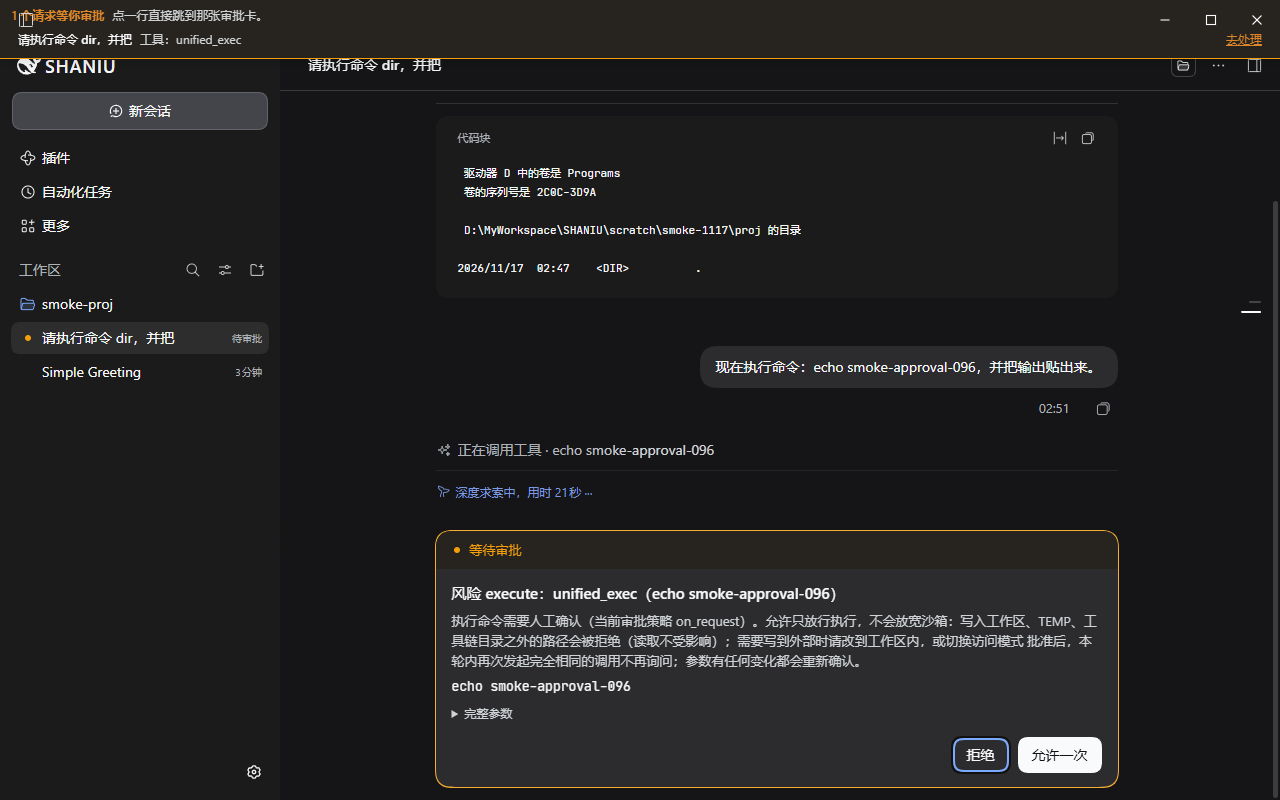 1 个请求等你审批 点一行直接跳到那张审批卡。
请执行命令 dir，并把 工具：unified_exec
去处理
SHANIU
请执行命令 dir，并把
新会话
插件
自动化任务
更多
工作区
smoke-proj
请执行命令 dir，并把 待审批
Simple Greeting 3分钟
代码块
驱动器 D 中的卷是 Programs
卷的序列号是 2C0C-3D9A
D:\MyWorkspace\SHANIU\scratch\smoke-1117\proj 的目录
2026/11/17 02:47 <DIR> .
现在执行命令：echo smoke-approval-096，并把输出贴出来。
02:51
正在调用工具 · echo smoke-approval-096
深度求索中，用时 21秒 ···
等待审批
风险 execute：unified_exec（echo smoke-approval-096）
执行命令需要人工确认（当前审批策略 on_request）。允许只放行执行，不会放宽沙箱：写入工作区、TEMP、工
具链目录之外的路径会被拒绝（读取不受影响）；需要写到外部时请改到工作区内，或切换访问模式 批准后，本
轮内再次发起完全相同的调用不再询问；参数有任何变化都会重新确认。
echo smoke-approval-096
完整参数
拒绝
允许一次